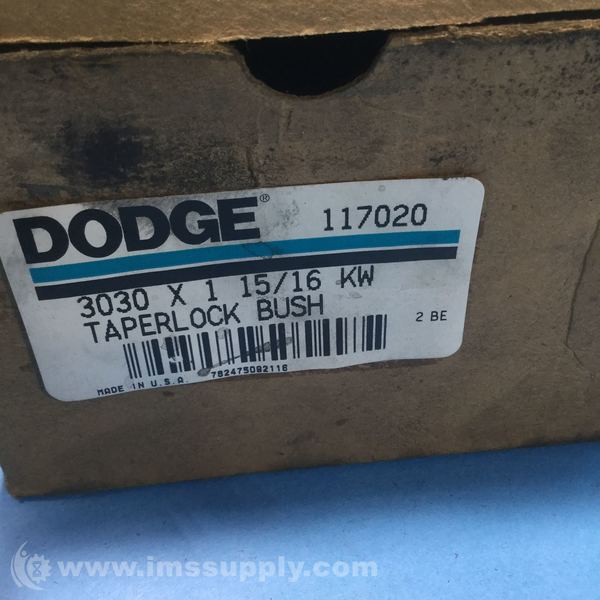 DODGE® 117020
3030 X 1 15/16 KW
TAPERLOCK BUSH
2 BE
MADE IN U.S.A. 782475082116
www.imssupply.com